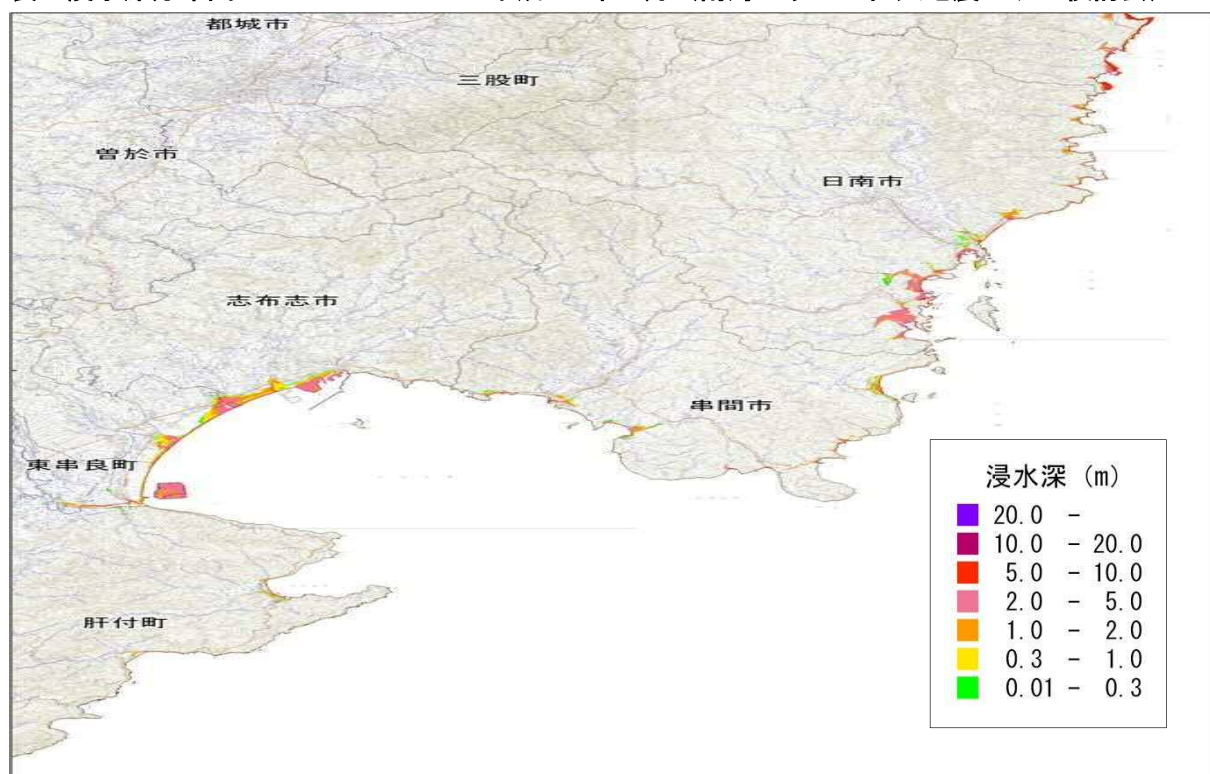 都城市
三股町
曽於市
日南市
志布志市
串間市
東串良町
肝付町
浸水深 (m)
20.0 -
10.0 - 20.0
5.0 - 10.0
2.0 - 5.0
1.0 - 2.0
0.3 - 1.0
0.01 - 0.3